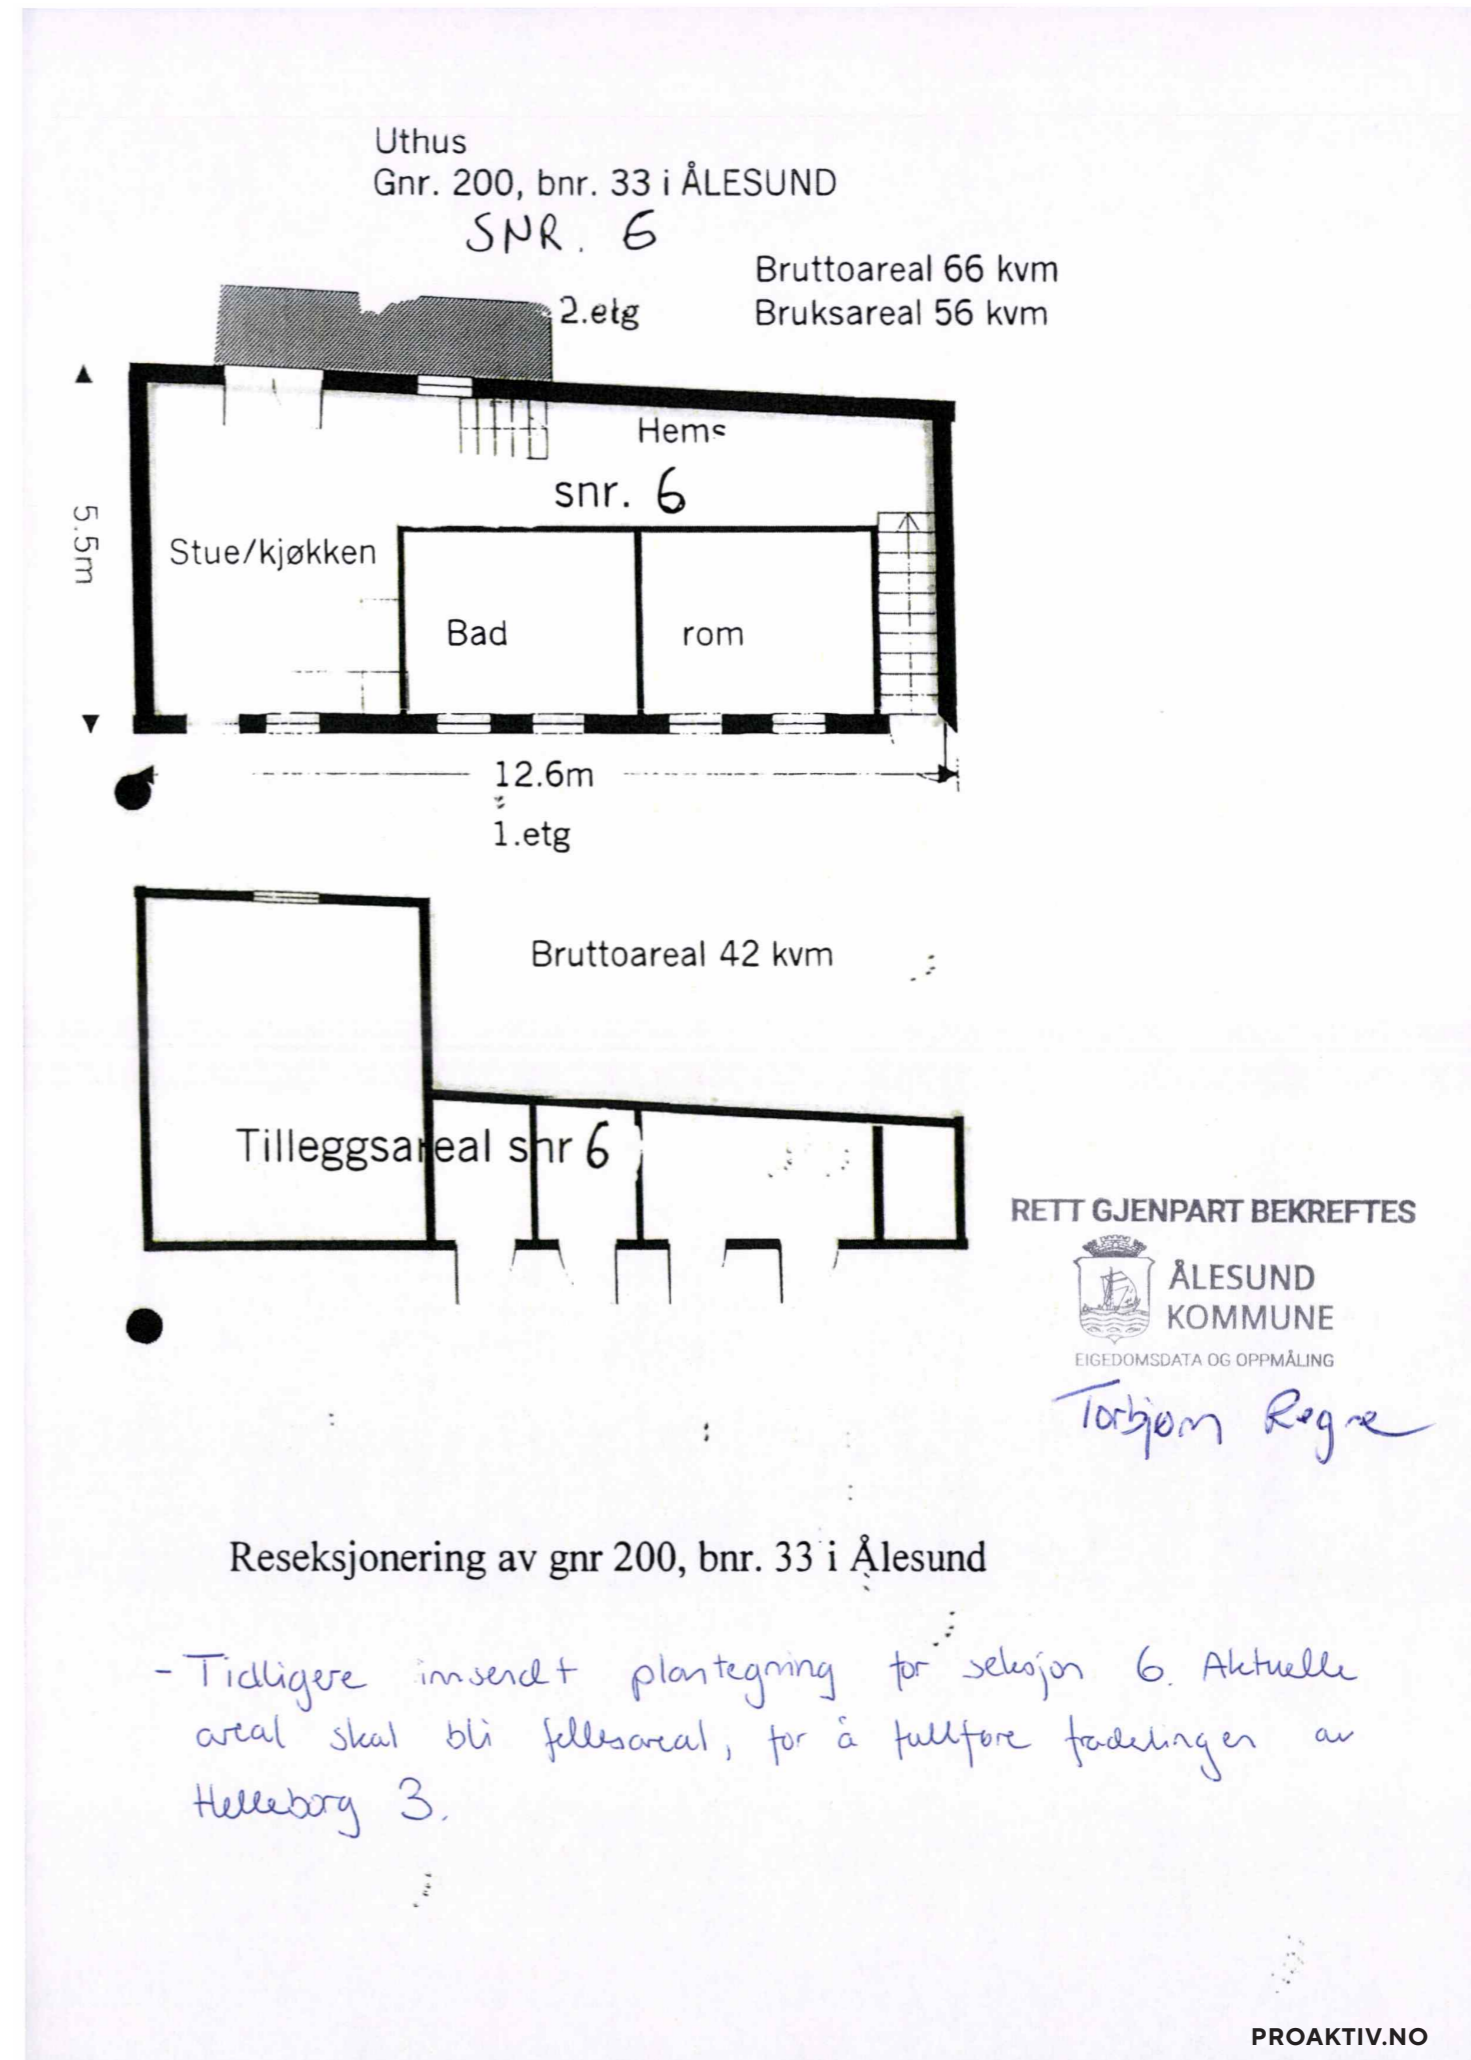 Uthus
Gnr. 200, bnr. 33 i ÅLESUND
SNR. 6
Bruttoareal 66 kvm
2.etg
Bruksareal 56 kvm
Hems
snr. 6
5.5m
Stue/kjøkken
Bad
rom
12.6m
1.etg
Bruttoareal 42 kvm
Tilleggsareal snr 6
RETT GJENPART BEKREFTES
ÅLESUND
KOMMUNE
EIGEDOMSDATA OG OPPMÅLING
Torbjørn Regne
Reseksjonering av gnr 200, bnr. 33 i Ålesund
- Tidligere innsendt plantegning for seksjon 6. Aktuelle
areal skal bli fellesareal, for å fullføre fradelingen av
Helleborg 3.
PROAKTIV.NO